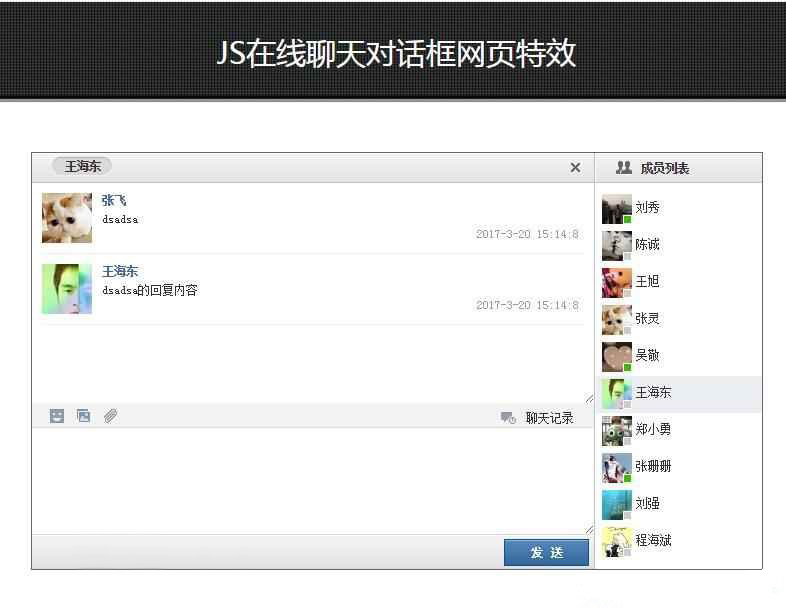 JS在线聊天对话框网页特效
王海东
张飞
dsadsa
2017-3-20 15:14:8
王海东
dsadsa的回复内容
2017-3-20 15:14:8
聊天记录
发 送
成员列表
刘秀
陈诚
王旭
张灵
吴敬
王海东
郑小勇
张珊珊
刘强
程海斌